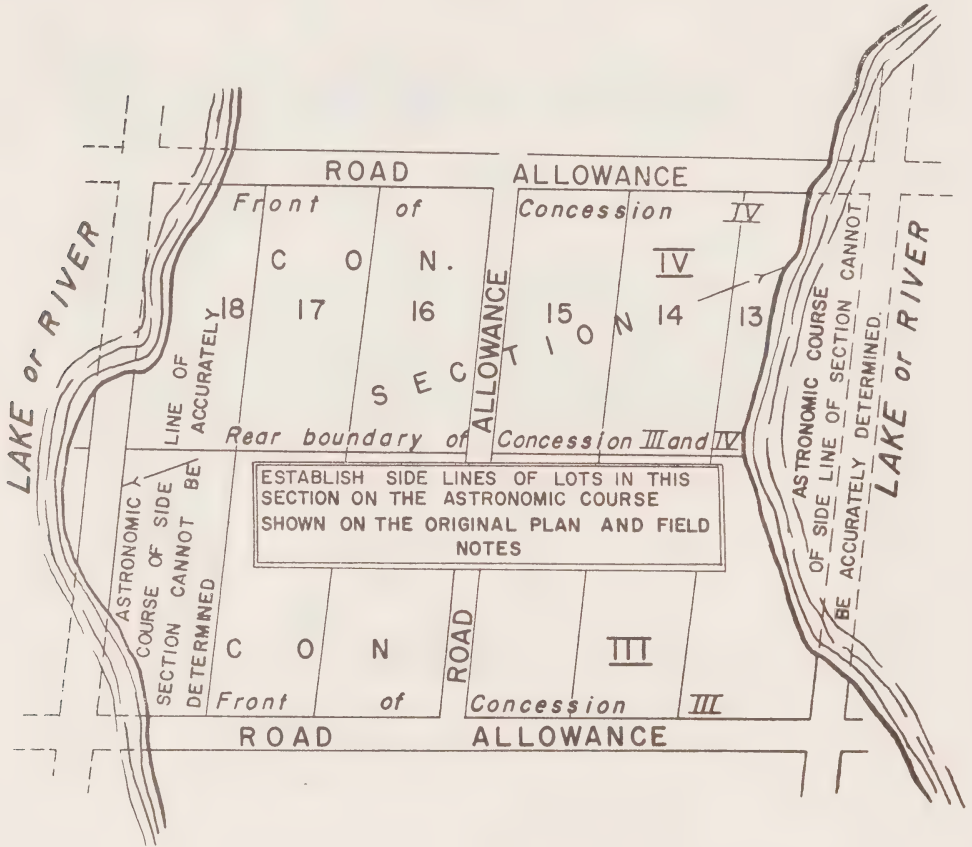 ROAD ALLOWANCE
Front of Concession IV
CON. IV
18 17 16 15 14 13
SECTION
ALLOWANCE
LAKE or RIVER
LAKE or RIVER
Rear boundary of Concession III and IV
ASTRONOMIC LINE OF
COURSE OF SIDE ACCURATELY
SECTION CANNOT BE
DETERMINED
ASTRONOMIC COURSE
OF SIDE LINE OF SECTION CANNOT
BE ACCURATELY DETERMINED.
ESTABLISH SIDE LINES OF LOTS IN THIS
SECTION ON THE ASTRONOMIC COURSE
SHOWN ON THE ORIGINAL PLAN AND FIELD
NOTES
ROAD
CON III
Front of Concession III
ROAD ALLOWANCE